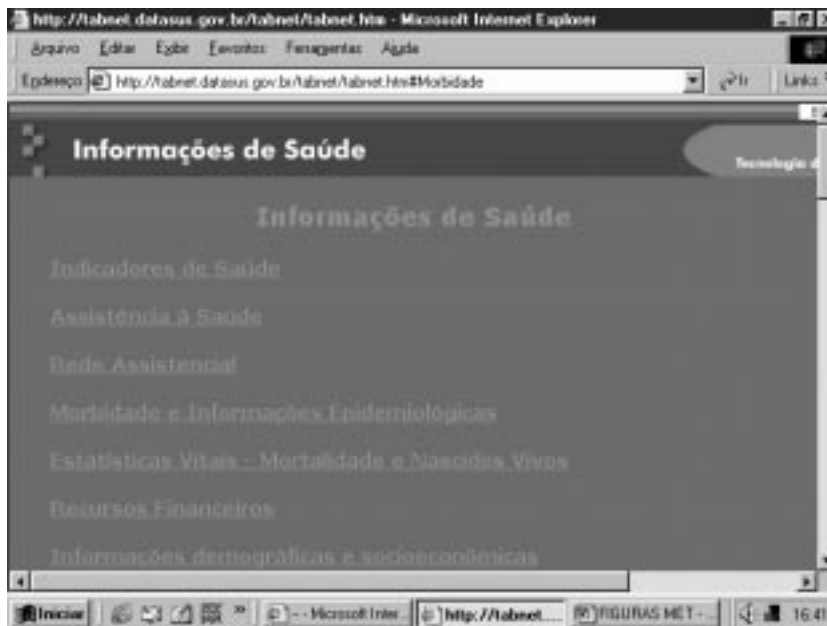 http://tabnet.datasus.gov.br/tabnet/tabnet.htm - Microsoft Internet Explorer
Arquivo Editar Exibir Favoritos Ferramentas Ajuda
Endereço http://tabnet.datasus.gov.br/tabnet/tabnet.htm#Morbidade Ir Links
Informações de Saúde
Tecnologia d
Informações de Saúde
Indicadores de Saúde
Assistência à Saúde
Rede Assistencial
Morbidade e Informações Epidemiológicas
Estatísticas Vitais - Mortalidade e Nascidos Vivos
Recursos Financeiros
Informações demográficas e socioeconômicas
Iniciar » - - Microsoft Inter... http://tabnet.... FIGURAS MET - ... 16:41